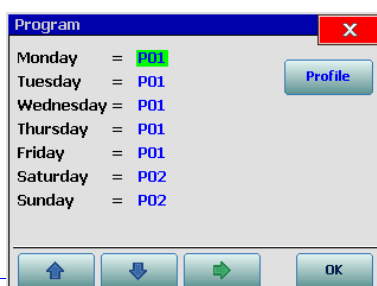 Program X
Monday = P01
Tuesday = P01
Profile
Wednesday = P01
Thursday = P01
Friday = P01
Saturday = P02
Sunday = P02
OK